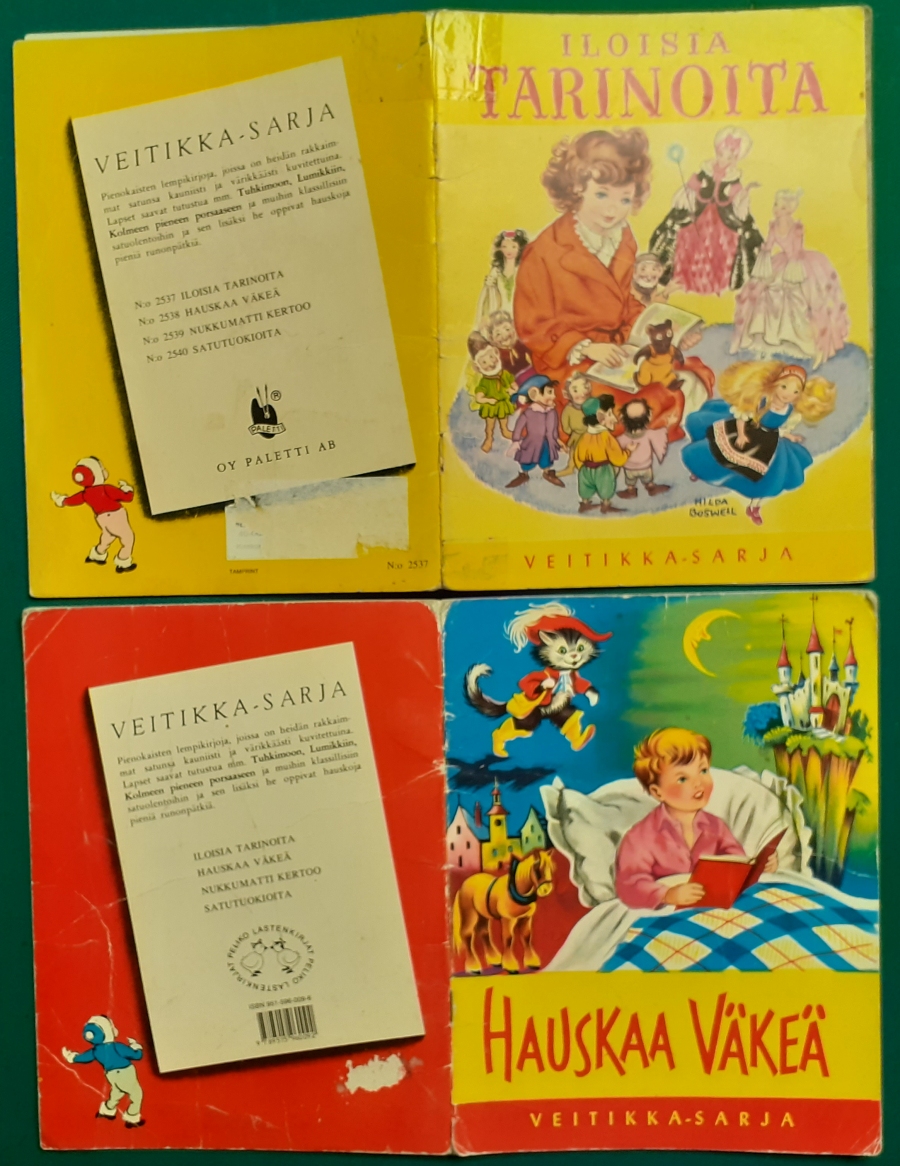 VEITIKKA-SARJA
Pienokaisten lempikirjoja, joissa on heidän rakkaim-
mat satunsa kauniisti ja värikkäästi kuvitettuina.
Lapset saavat tutustua mm. Tuhkimoon, Lumikkiin,
Kolmeen pieneen porsaaseen ja muihin klassillisiin
satuolentoihin ja sen lisäksi he oppivat hauskoja
pieniä runonpätkiä.
N:o 2537 ILOISIA TARINOITA
N:o 2538 HAUSKAA VÄKEÄ
N:o 2539 NUKKUMATTI KERTOO
N:o 2540 SATUTUOKIOITA
®
PALETTI
OY PALETTI AB
TAMPRINT
N:o 2537
ILOISIA
TARINOITA
HILDA
BOSWELL
VEITIKKA-SARJA
VEITIKKA-SARJA
Pienokaisten lempikirjoja, joissa on heidän rakkaim-
mat satunsa kauniisti ja värikkäästi kuvitettuina.
Lapset saavat tutustua mm. Tuhkimoon, Lumikkiin,
Kolmeen pieneen porsaaseen ja muihin klassillisiin
satuolentoihin ja sen lisäksi he oppivat hauskoja
pieniä runonpätkiä.
ILOISIA TARINOITA
HAUSKAA VÄKEÄ
NUKKUMATTI KERTOO
SATUTUOKIOITA
PELIKO LASTENKIRJAT PELIKO LASTENKIRJAT
HAUSKAA VÄKEÄ
VEITIKKA-SARJA